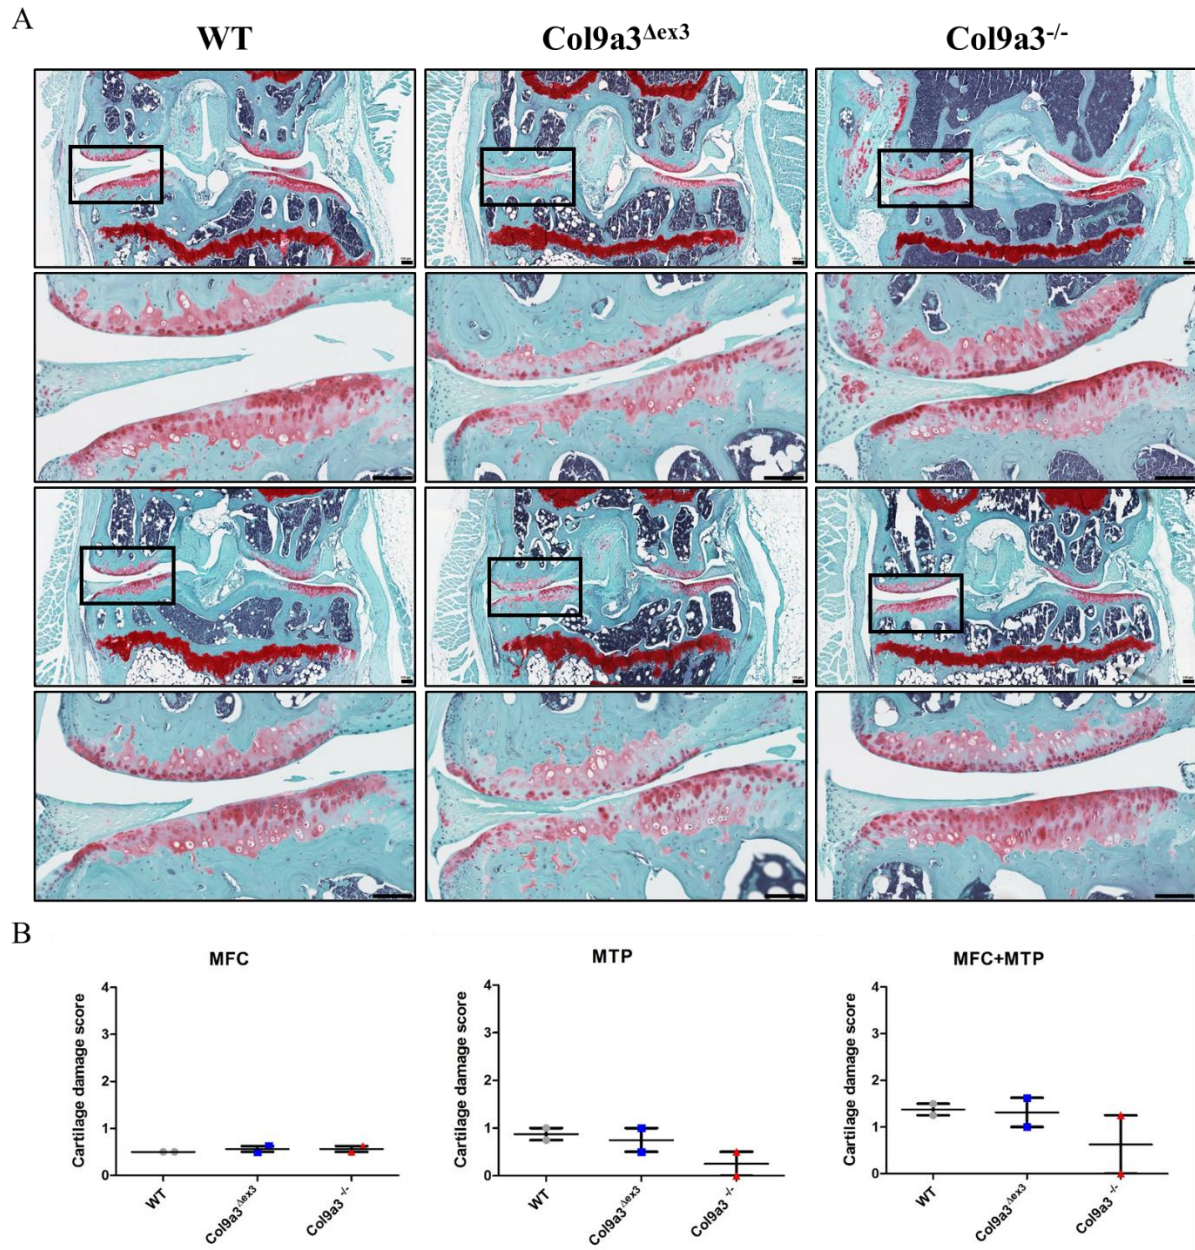 A
WT
Col9a3Δex3
Col9a3-/-
B
MFC
MTP
MFC+MTP
Cartilage damage score
4
3
2
1
0
WT
Col9a3Δex3
Col9a3 -/-
Cartilage damage score
4
3
2
1
0
WT
Col9a3Δex3
Col9a3 -/-
Cartilage damage score
4
3
2
1
0
WT
Col9a3Δex3
Col9a3 -/-